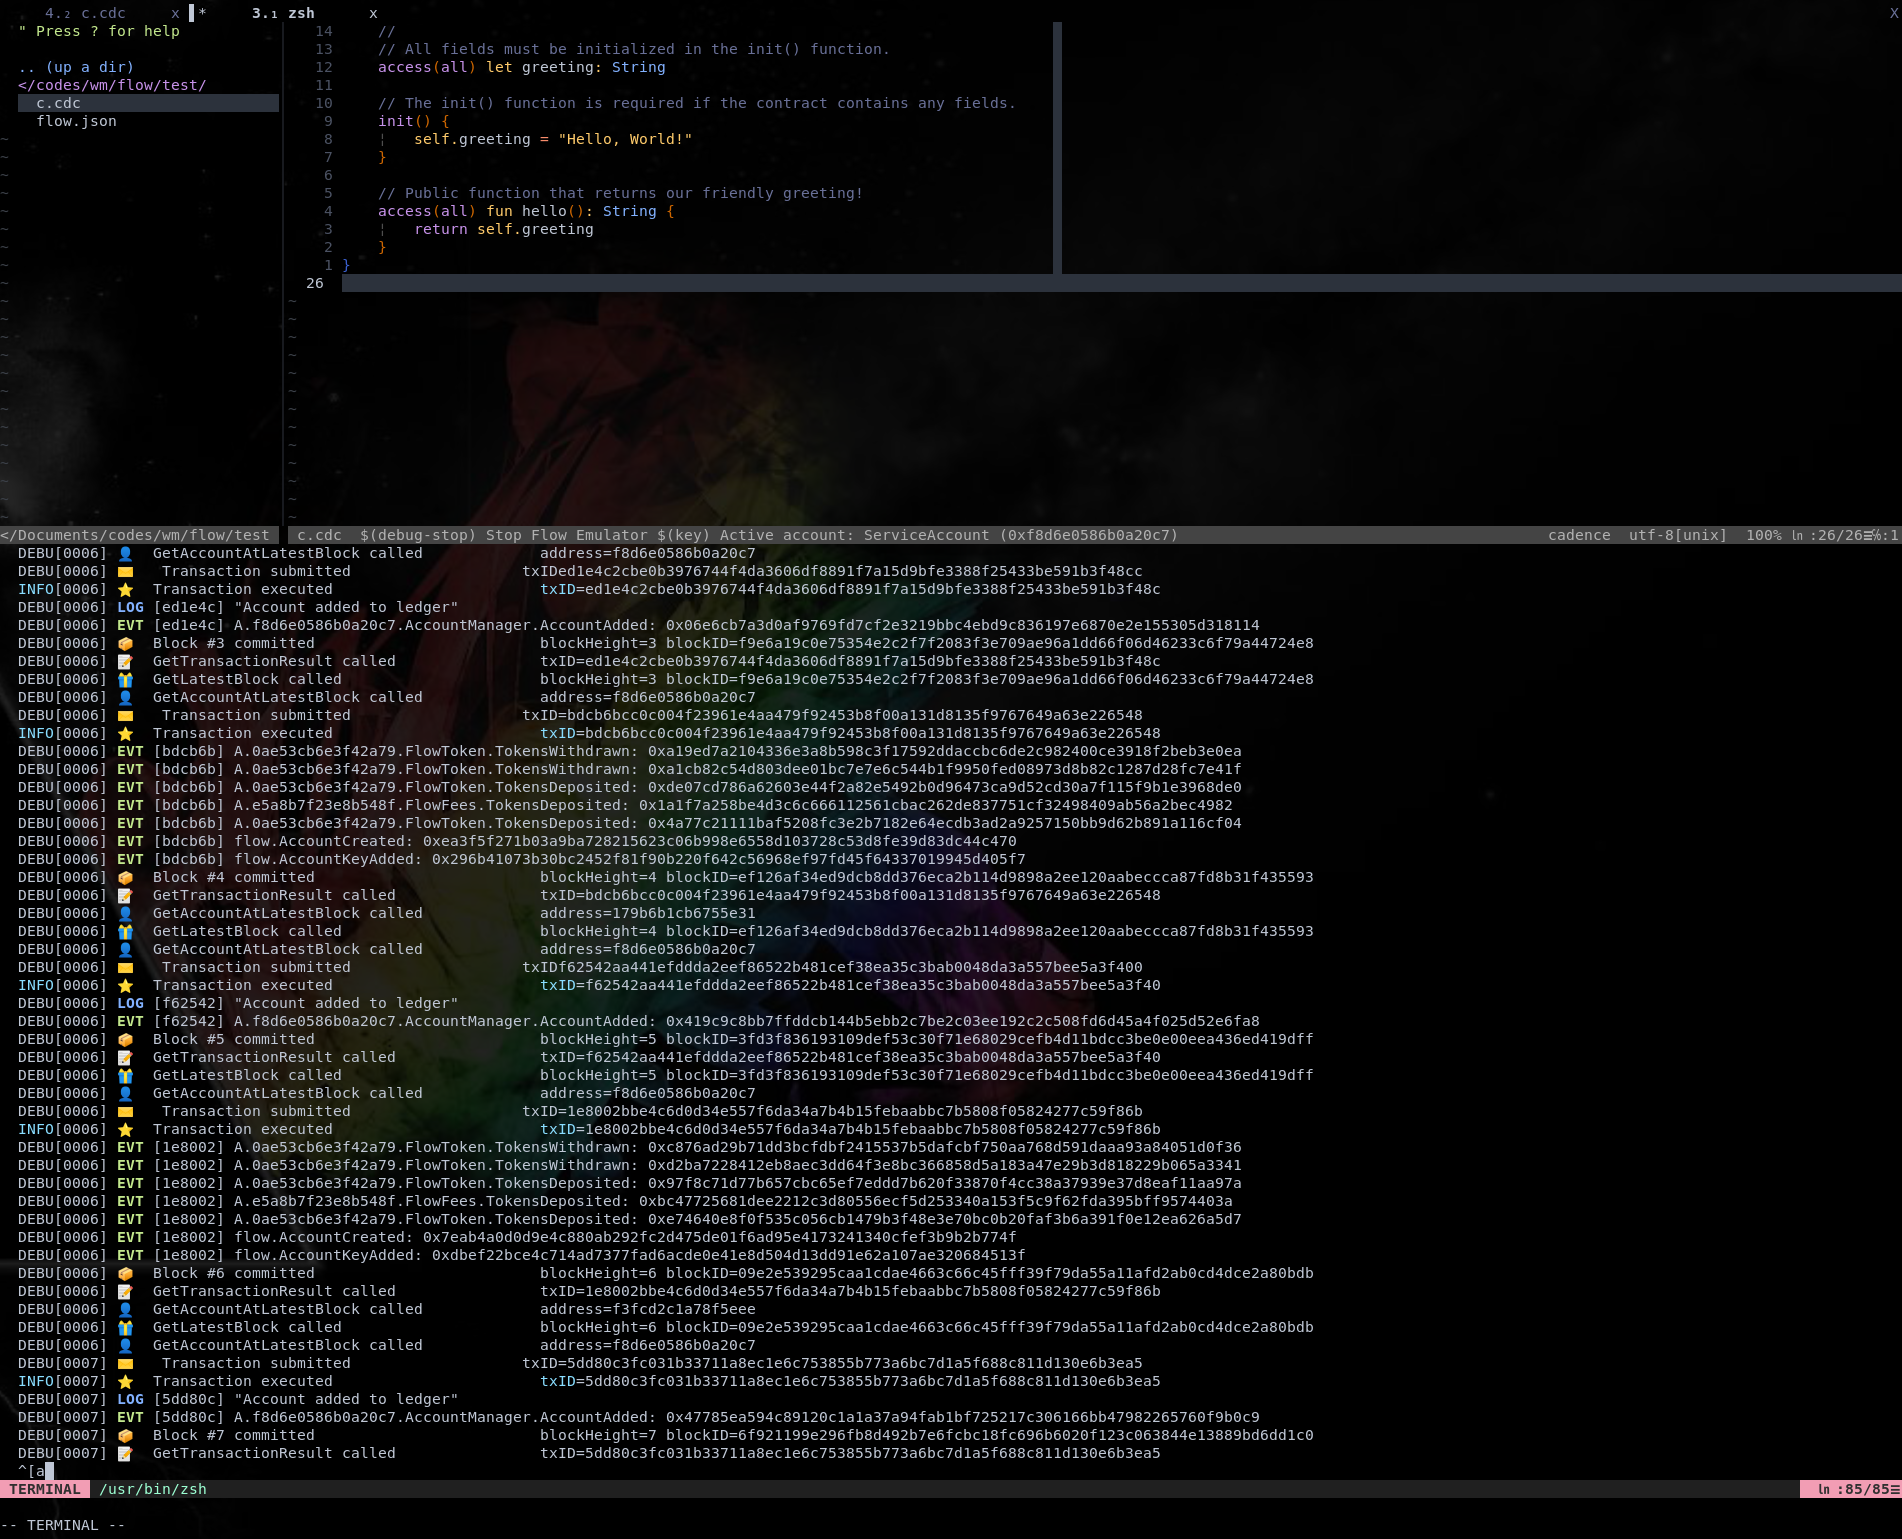 4.₂ c.cdc x * 3.₁ zsh x X
" Press ? for help
.. (up a dir)
</codes/wm/flow/test/
c.cdc
flow.json
14 //
13 // All fields must be initialized in the init() function.
12 access(all) let greeting: String
11
10 // The init() function is required if the contract contains any fields.
9 init() {
8 ¦ self.greeting = "Hello, World!"
7 }
6
5 // Public function that returns our friendly greeting!
4 access(all) fun hello(): String {
3 ¦ return self.greeting
2 }
1 }
26
</Documents/codes/wm/flow/test c.cdc $(debug-stop) Stop Flow Emulator $(key) Active account: ServiceAccount (0xf8d6e0586b0a20c7) cadence utf-8[unix] 100% ㏑:26/26☰℅:1
DEBU[0006] 👤 GetAccountAtLatestBlock called address=f8d6e0586b0a20c7
DEBU[0006] ✉️ Transaction submitted txIDed1e4c2cbe0b3976744f4da3606df8891f7a15d9bfe3388f25433be591b3f48cc
INFO[0006] ⭐ Transaction executed txID=ed1e4c2cbe0b3976744f4da3606df8891f7a15d9bfe3388f25433be591b3f48c
DEBU[0006] LOG [ed1e4c] "Account added to ledger"
DEBU[0006] EVT [ed1e4c] A.f8d6e0586b0a20c7.AccountManager.AccountAdded: 0x06e6cb7a3d0af9769fd7cf2e3219bbc4ebd9c836197e6870e2e155305d318114
DEBU[0006] 📦 Block #3 committed blockHeight=3 blockID=f9e6a19c0e75354e2c2f7f2083f3e709ae96a1dd66f06d46233c6f79a44724e8
DEBU[0006] 📝 GetTransactionResult called txID=ed1e4c2cbe0b3976744f4da3606df8891f7a15d9bfe3388f25433be591b3f48c
DEBU[0006] 🎁 GetLatestBlock called blockHeight=3 blockID=f9e6a19c0e75354e2c2f7f2083f3e709ae96a1dd66f06d46233c6f79a44724e8
DEBU[0006] 👤 GetAccountAtLatestBlock called address=f8d6e0586b0a20c7
DEBU[0006] ✉️ Transaction submitted txID=bdcb6bcc0c004f23961e4aa479f92453b8f00a131d8135f9767649a63e226548
INFO[0006] ⭐ Transaction executed txID=bdcb6bcc0c004f23961e4aa479f92453b8f00a131d8135f9767649a63e226548
DEBU[0006] EVT [bdcb6b] A.0ae53cb6e3f42a79.FlowToken.TokensWithdrawn: 0xa19ed7a2104336e3a8b598c3f17592ddaccbc6de2c982400ce3918f2beb3e0ea
DEBU[0006] EVT [bdcb6b] A.0ae53cb6e3f42a79.FlowToken.TokensWithdrawn: 0xa1cb82c54d803dee01bc7e7e6c544b1f9950fed08973d8b82c1287d28fc7e41f
DEBU[0006] EVT [bdcb6b] A.0ae53cb6e3f42a79.FlowToken.TokensDeposited: 0xde07cd786a62603e44f2a82e5492b0d96473ca9d52cd30a7f115f9b1e3968de0
DEBU[0006] EVT [bdcb6b] A.e5a8b7f23e8b548f.FlowFees.TokensDeposited: 0x1a1f7a258be4d3c6c666112561cbac262de837751cf32498409ab56a2bec4982
DEBU[0006] EVT [bdcb6b] A.0ae53cb6e3f42a79.FlowToken.TokensDeposited: 0x4a77c21111baf5208fc3e2b7182e64ecdb3ad2a9257150bb9d62b891a116cf04
DEBU[0006] EVT [bdcb6b] flow.AccountCreated: 0xea3f5f271b03a9ba728215623c06b998e6558d103728c53d8fe39d83dc44c470
DEBU[0006] EVT [bdcb6b] flow.AccountKeyAdded: 0x296b41073b30bc2452f81f90b220f642c56968ef97fd45f64337019945d405f7
DEBU[0006] 📦 Block #4 committed blockHeight=4 blockID=ef126af34ed9dcb8dd376eca2b114d9898a2ee120aabeccca87fd8b31f435593
DEBU[0006] 📝 GetTransactionResult called txID=bdcb6bcc0c004f23961e4aa479f92453b8f00a131d8135f9767649a63e226548
DEBU[0006] 👤 GetAccountAtLatestBlock called address=179b6b1cb6755e31
DEBU[0006] 🎁 GetLatestBlock called blockHeight=4 blockID=ef126af34ed9dcb8dd376eca2b114d9898a2ee120aabeccca87fd8b31f435593
DEBU[0006] 👤 GetAccountAtLatestBlock called address=f8d6e0586b0a20c7
DEBU[0006] ✉️ Transaction submitted txIDf62542aa441efddda2eef86522b481cef38ea35c3bab0048da3a557bee5a3f400
INFO[0006] ⭐ Transaction executed txID=f62542aa441efddda2eef86522b481cef38ea35c3bab0048da3a557bee5a3f40
DEBU[0006] LOG [f62542] "Account added to ledger"
DEBU[0006] EVT [f62542] A.f8d6e0586b0a20c7.AccountManager.AccountAdded: 0x419c9c8bb7ffddcb144b5ebb2c7be2c03ee192c2c508fd6d45a4f025d52e6fa8
DEBU[0006] 📦 Block #5 committed blockHeight=5 blockID=3fd3f836193109def53c30f71e68029cefb4d11bdcc3be0e00eea436ed419dff
DEBU[0006] 📝 GetTransactionResult called txID=f62542aa441efddda2eef86522b481cef38ea35c3bab0048da3a557bee5a3f40
DEBU[0006] 🎁 GetLatestBlock called blockHeight=5 blockID=3fd3f836193109def53c30f71e68029cefb4d11bdcc3be0e00eea436ed419dff
DEBU[0006] 👤 GetAccountAtLatestBlock called address=f8d6e0586b0a20c7
DEBU[0006] ✉️ Transaction submitted txID=1e8002bbe4c6d0d34e557f6da34a7b4b15febaabbc7b5808f05824277c59f86b
INFO[0006] ⭐ Transaction executed txID=1e8002bbe4c6d0d34e557f6da34a7b4b15febaabbc7b5808f05824277c59f86b
DEBU[0006] EVT [1e8002] A.0ae53cb6e3f42a79.FlowToken.TokensWithdrawn: 0xc876ad29b71dd3bcfdbf2415537b5dafcbf750aa768d591daaa93a84051d0f36
DEBU[0006] EVT [1e8002] A.0ae53cb6e3f42a79.FlowToken.TokensWithdrawn: 0xd2ba7228412eb8aec3dd64f3e8bc366858d5a183a47e29b3d818229b065a3341
DEBU[0006] EVT [1e8002] A.0ae53cb6e3f42a79.FlowToken.TokensDeposited: 0x97f8c71d77b657cbc65ef7eddd7b620f33870f4cc38a37939e37d8eaf11aa97a
DEBU[0006] EVT [1e8002] A.e5a8b7f23e8b548f.FlowFees.TokensDeposited: 0xbc47725681dee2212c3d80556ecf5d253340a153f5c9f62fda395bff9574403a
DEBU[0006] EVT [1e8002] A.0ae53cb6e3f42a79.FlowToken.TokensDeposited: 0xe74640e8f0f535c056cb1479b3f48e3e70bc0b20faf3b6a391f0e12ea626a5d7
DEBU[0006] EVT [1e8002] flow.AccountCreated: 0x7eab4a0d0d9e4c880ab292fc2d475de01f6ad95e4173241340cfef3b9b2b774f
DEBU[0006] EVT [1e8002] flow.AccountKeyAdded: 0xdbef22bce4c714ad7377fad6acde0e41e8d504d13dd91e62a107ae320684513f
DEBU[0006] 📦 Block #6 committed blockHeight=6 blockID=09e2e539295caa1cdae4663c66c45fff39f79da55a11afd2ab0cd4dce2a80bdb
DEBU[0006] 📝 GetTransactionResult called txID=1e8002bbe4c6d0d34e557f6da34a7b4b15febaabbc7b5808f05824277c59f86b
DEBU[0006] 👤 GetAccountAtLatestBlock called address=f3fcd2c1a78f5eee
DEBU[0006] 🎁 GetLatestBlock called blockHeight=6 blockID=09e2e539295caa1cdae4663c66c45fff39f79da55a11afd2ab0cd4dce2a80bdb
DEBU[0006] 👤 GetAccountAtLatestBlock called address=f8d6e0586b0a20c7
DEBU[0007] ✉️ Transaction submitted txID=5dd80c3fc031b33711a8ec1e6c753855b773a6bc7d1a5f688c811d130e6b3ea5
INFO[0007] ⭐ Transaction executed txID=5dd80c3fc031b33711a8ec1e6c753855b773a6bc7d1a5f688c811d130e6b3ea5
DEBU[0007] LOG [5dd80c] "Account added to ledger"
DEBU[0007] EVT [5dd80c] A.f8d6e0586b0a20c7.AccountManager.AccountAdded: 0x47785ea594c89120c1a1a37a94fab1bf725217c306166bb47982265760f9b0c9
DEBU[0007] 📦 Block #7 committed blockHeight=7 blockID=6f921199e296fb8d492b7e6fcbc18fc696b6020f123c063844e13889bd6dd1c0
DEBU[0007] 📝 GetTransactionResult called txID=5dd80c3fc031b33711a8ec1e6c753855b773a6bc7d1a5f688c811d130e6b3ea5
^[a
TERMINAL /usr/bin/zsh ㏑:85/85☰
-- TERMINAL --